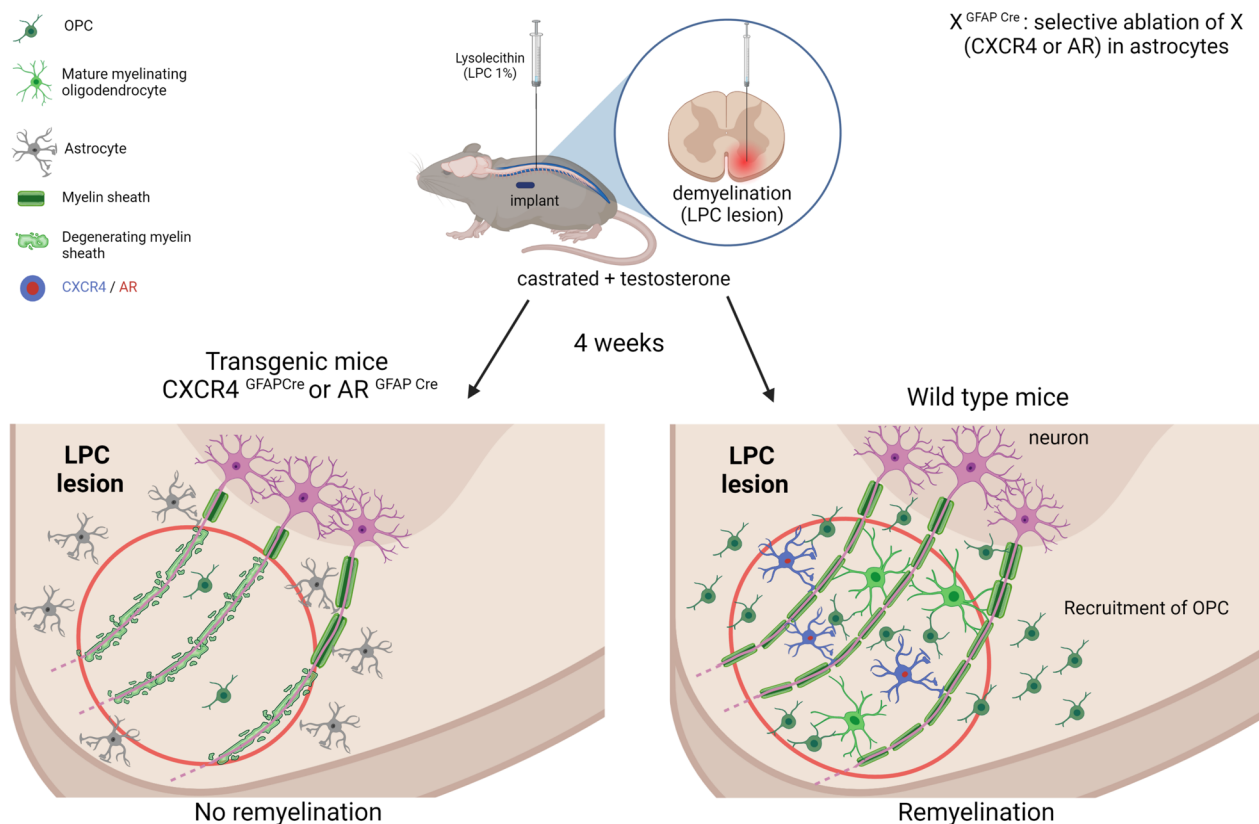 OPC
Mature myelinating
oligodendrocyte
Astrocyte
Myelin sheath
Degenerating myelin
sheath
CXCR4 / AR
Lysolecithin
(LPC 1%)
implant
demyelination
(LPC lesion)
castrated + testosterone
X GFAP Cre : selective ablation of X
(CXCR4 or AR) in astrocytes
4 weeks
Transgenic mice
CXCR4 GFAPCre or AR GFAP Cre
LPC
lesion
No remyelination
Wild type mice
neuron
LPC
lesion
Recruitment of OPC
Remyelination